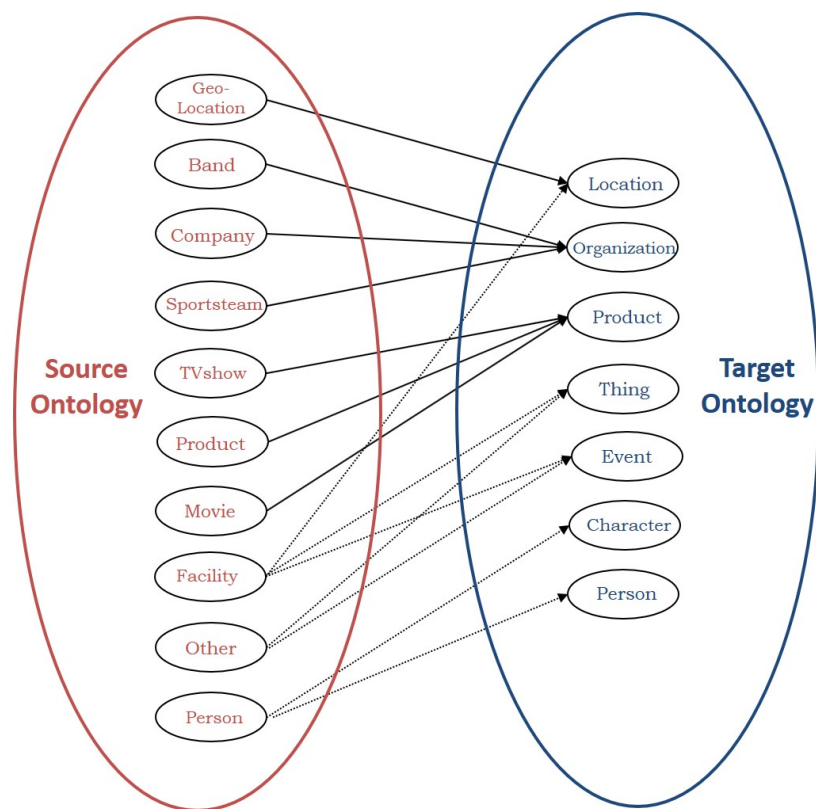 Geo-
Location
Band
Company
Sportsteam
TVshow
Product
Movie
Facility
Other
Person
Source
Ontology
Location
Organization
Product
Thing
Event
Character
Person
Target
Ontology